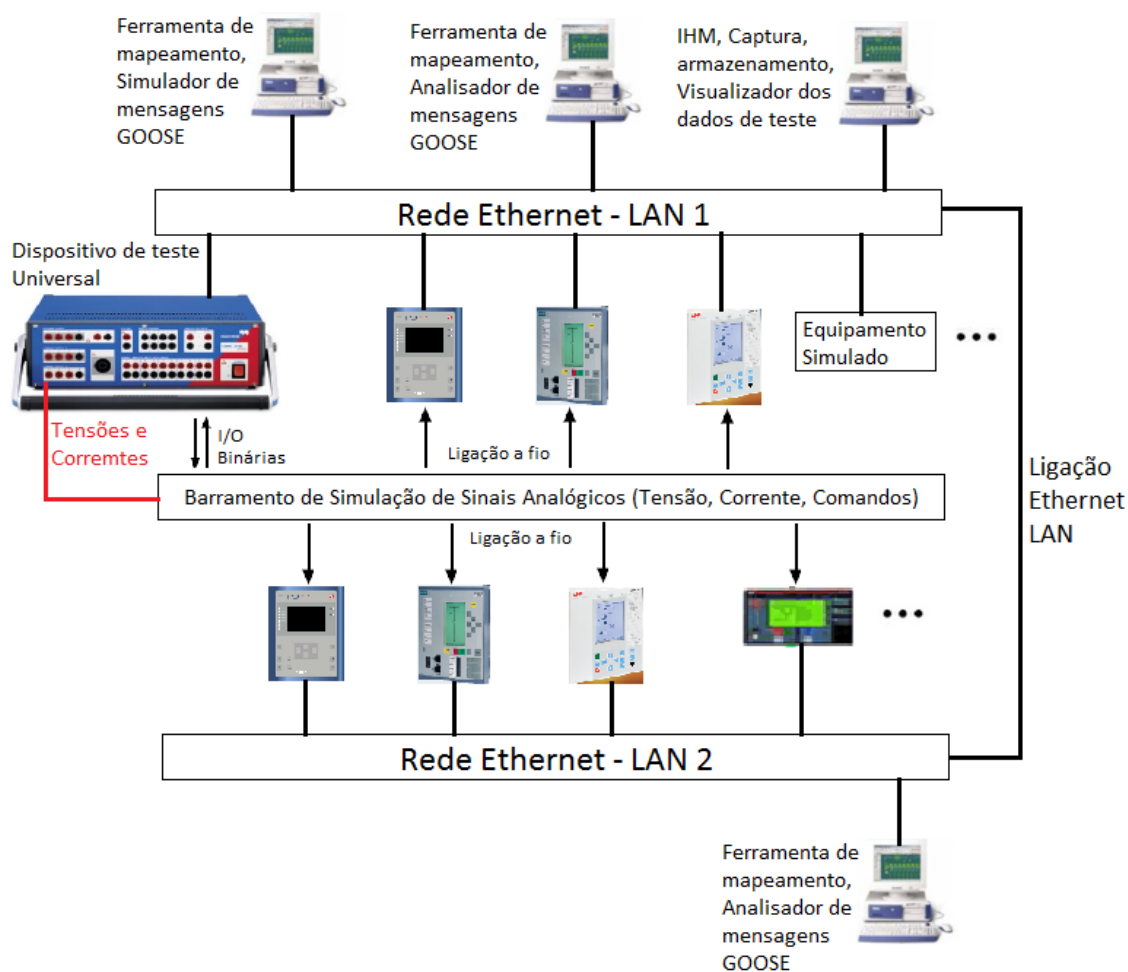 Ferramenta de
mapeamento,
Simulador de
mensagens
GOOSE
Ferramenta de
mapeamento,
Analisador de
mensagens
GOOSE
IHM, Captura,
armazenamento,
Visualizador dos
dados de teste
Rede Ethernet - LAN 1
Dispositivo de teste
Universal
Equipamento
Simulado
Tensões e
Corremtes
I/O
Binárias
Ligação a fio
Barramento de Simulação de Sinais Analógicos (Tensão, Corrente, Comandos)
Ligação a fio
Ligação
Ethernet
LAN
Rede Ethernet - LAN 2
Ferramenta de
mapeamento,
Analisador de
mensagens
GOOSE